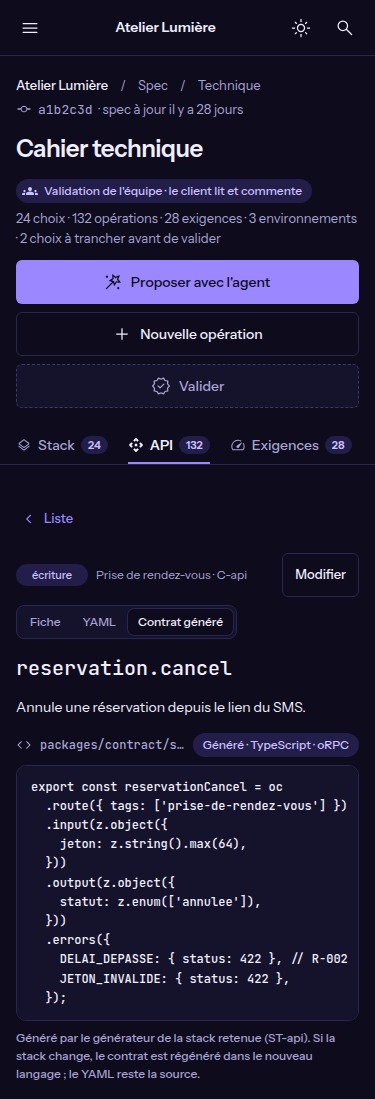 Atelier Lumière
Atelier Lumière / Spec / Technique
a1b2c3d · spec à jour il y a 28 jours
Cahier technique
Validation de l'équipe · le client lit et commente
24 choix · 132 opérations · 28 exigences · 3 environnements
· 2 choix à trancher avant de valider
Proposer avec l'agent
Nouvelle opération
Valider
Stack 24 API 132 Exigences 28
Liste
écriture Prise de rendez-vous · C-api Modifier
Fiche YAML Contrat généré
reservation.cancel
Annule une réservation depuis le lien du SMS.
packages/contract/s… Généré · TypeScript · oRPC
export const reservationCancel = oc
  .route({ tags: ['prise-de-rendez-vous'] })
  .input(z.object({
    jeton: z.string().max(64),
  }))
  .output(z.object({
    statut: z.enum(['annulee']),
  }))
  .errors({
    DELAI_DEPASSE: { status: 422 }, // R-002
    JETON_INVALIDE: { status: 422 },
  });
Généré par le générateur de la stack retenue (ST-api). Si la
stack change, le contrat est régénéré dans le nouveau
langage ; le YAML reste la source.